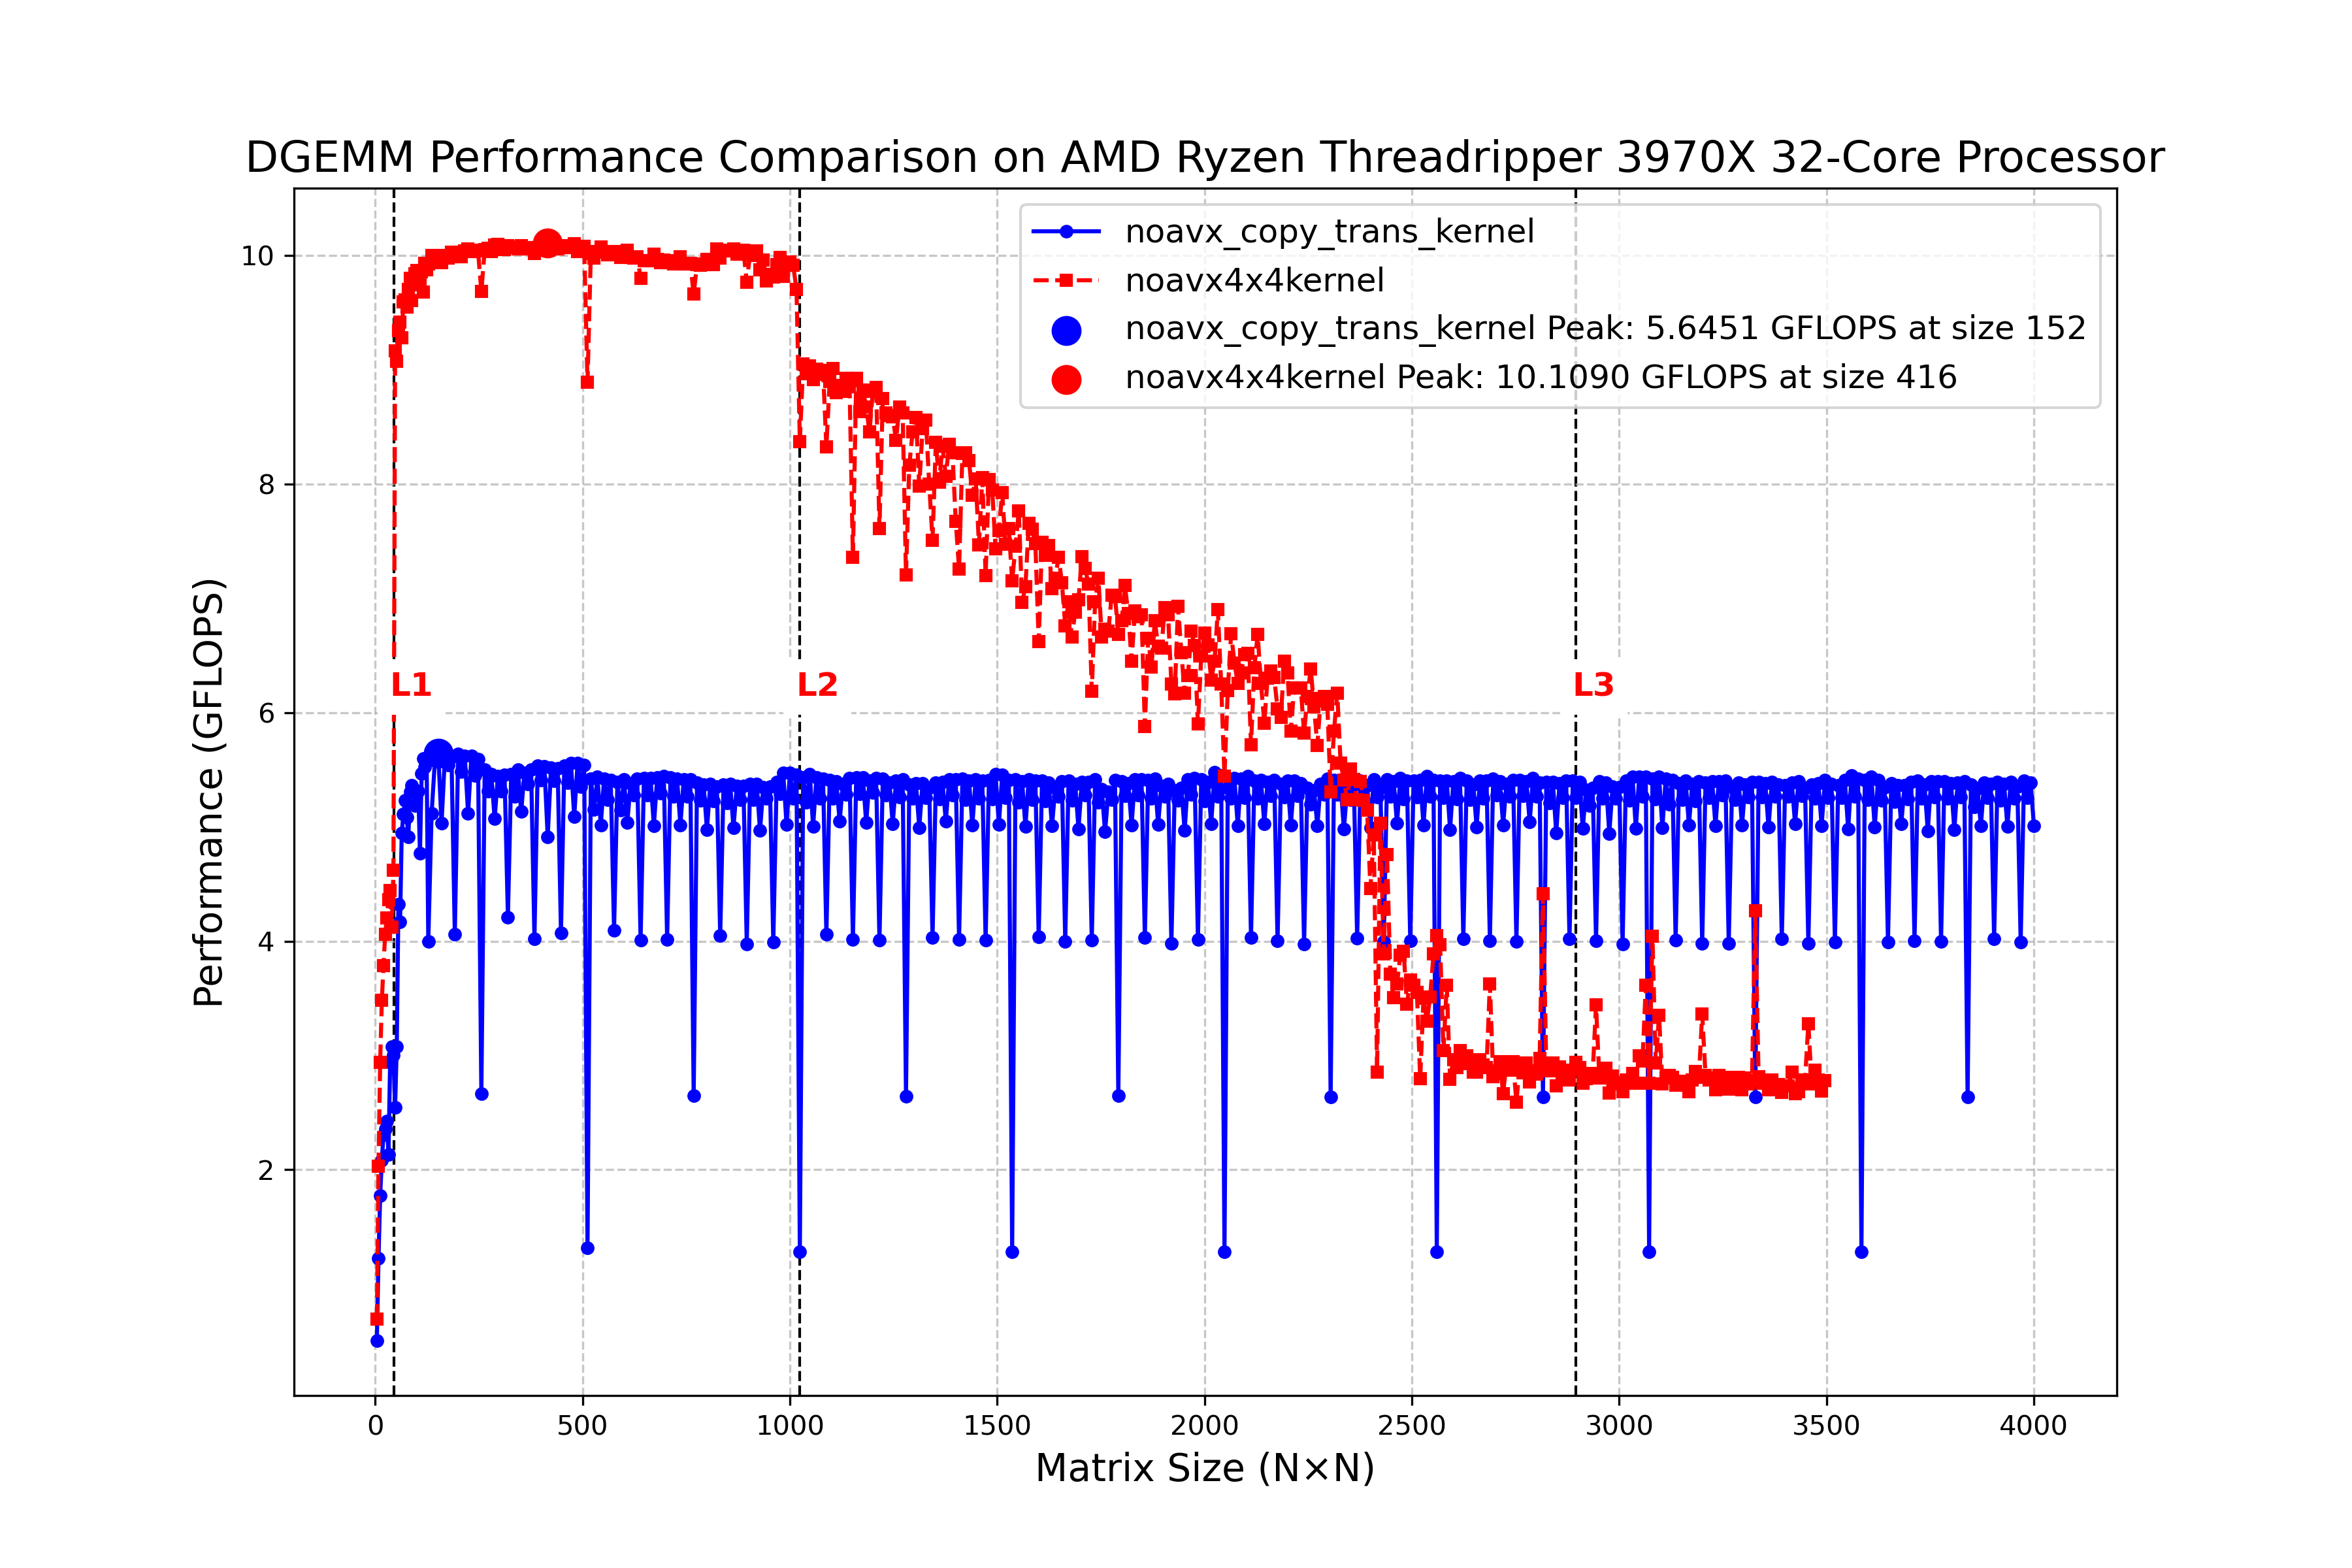 DGEMM Performance Comparison on AMD Ryzen Threadripper 3970X 32-Core Processor
noavx_copy_trans_kernel
noavx4x4kernel
noavx_copy_trans_kernel Peak: 5.6451 GFLOPS at size 152
noavx4x4kernel Peak: 10.1090 GFLOPS at size 416
Performance (GFLOPS)
10
8
6
4
2
L1
L2
L3
0 500 1000 1500 2000 2500 3000 3500 4000
Matrix Size (N×N)